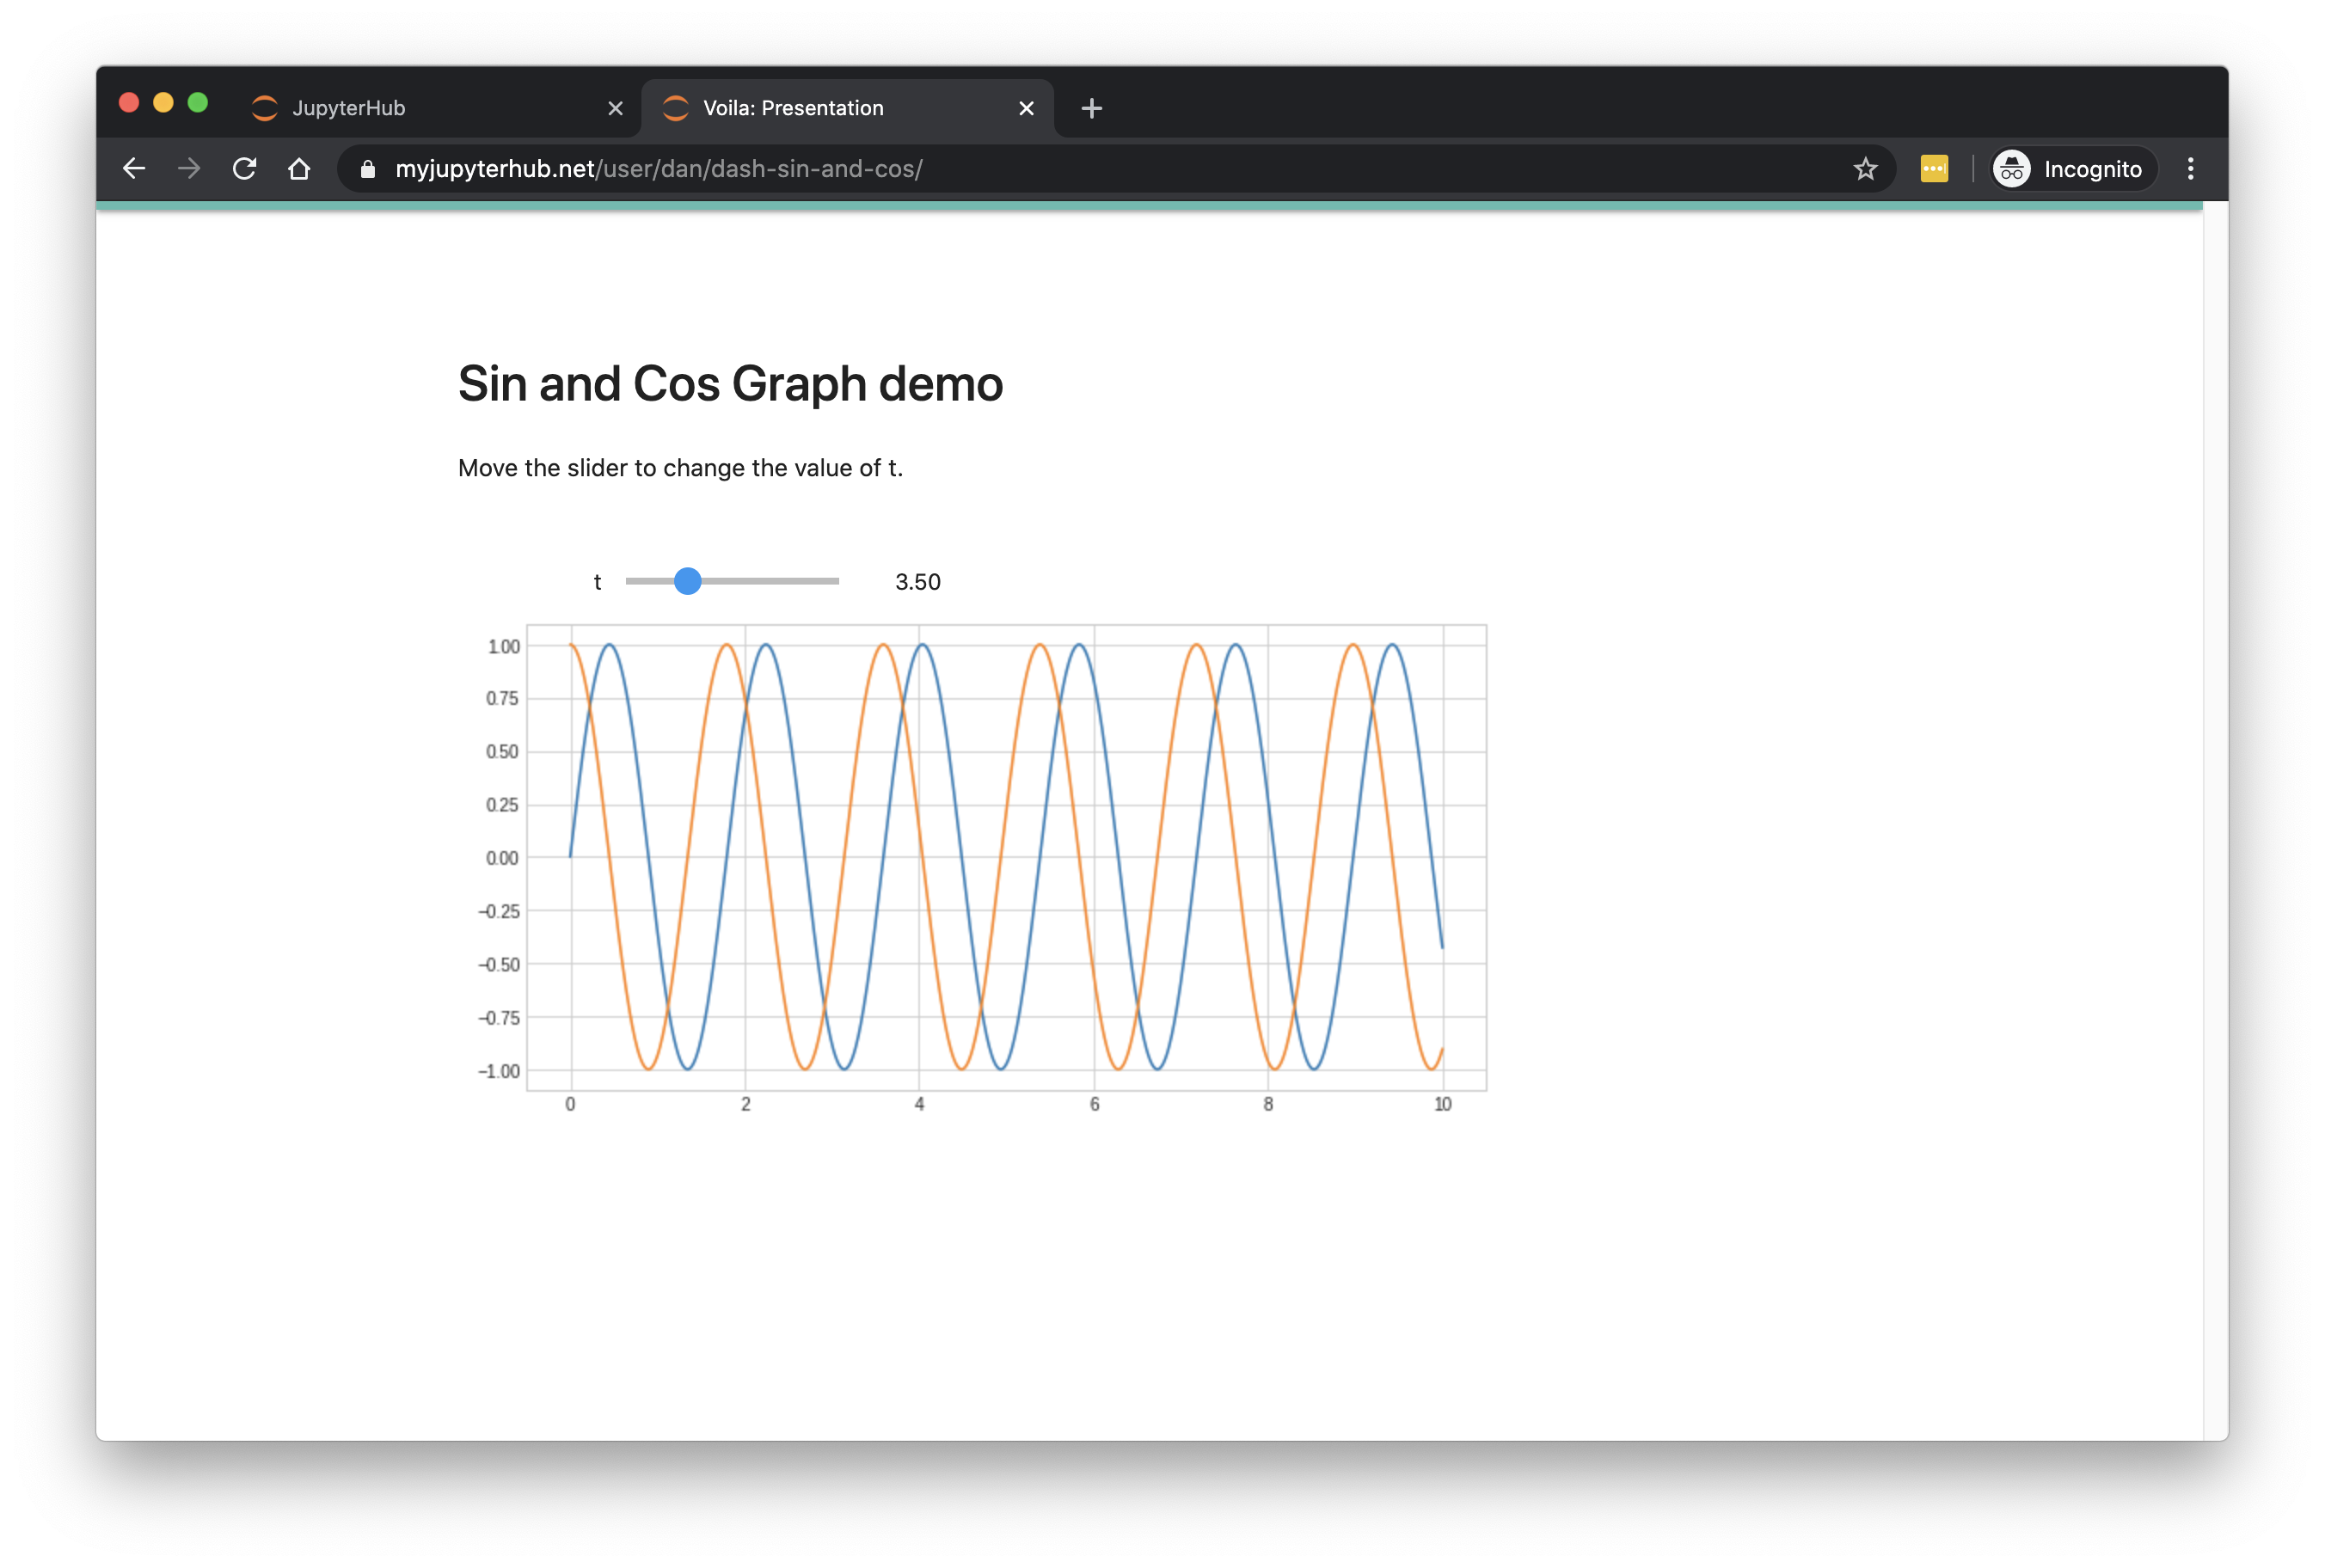 JupyterHub
Voila: Presentation
myjupyterhub.net/user/dan/dash-sin-and-cos/
Incognito
Sin and Cos Graph demo
Move the slider to change the value of t.
t 3.50
1.00
0.75
0.50
0.25
0.00
−0.25
−0.50
−0.75
−1.00
0 2 4 6 8 10